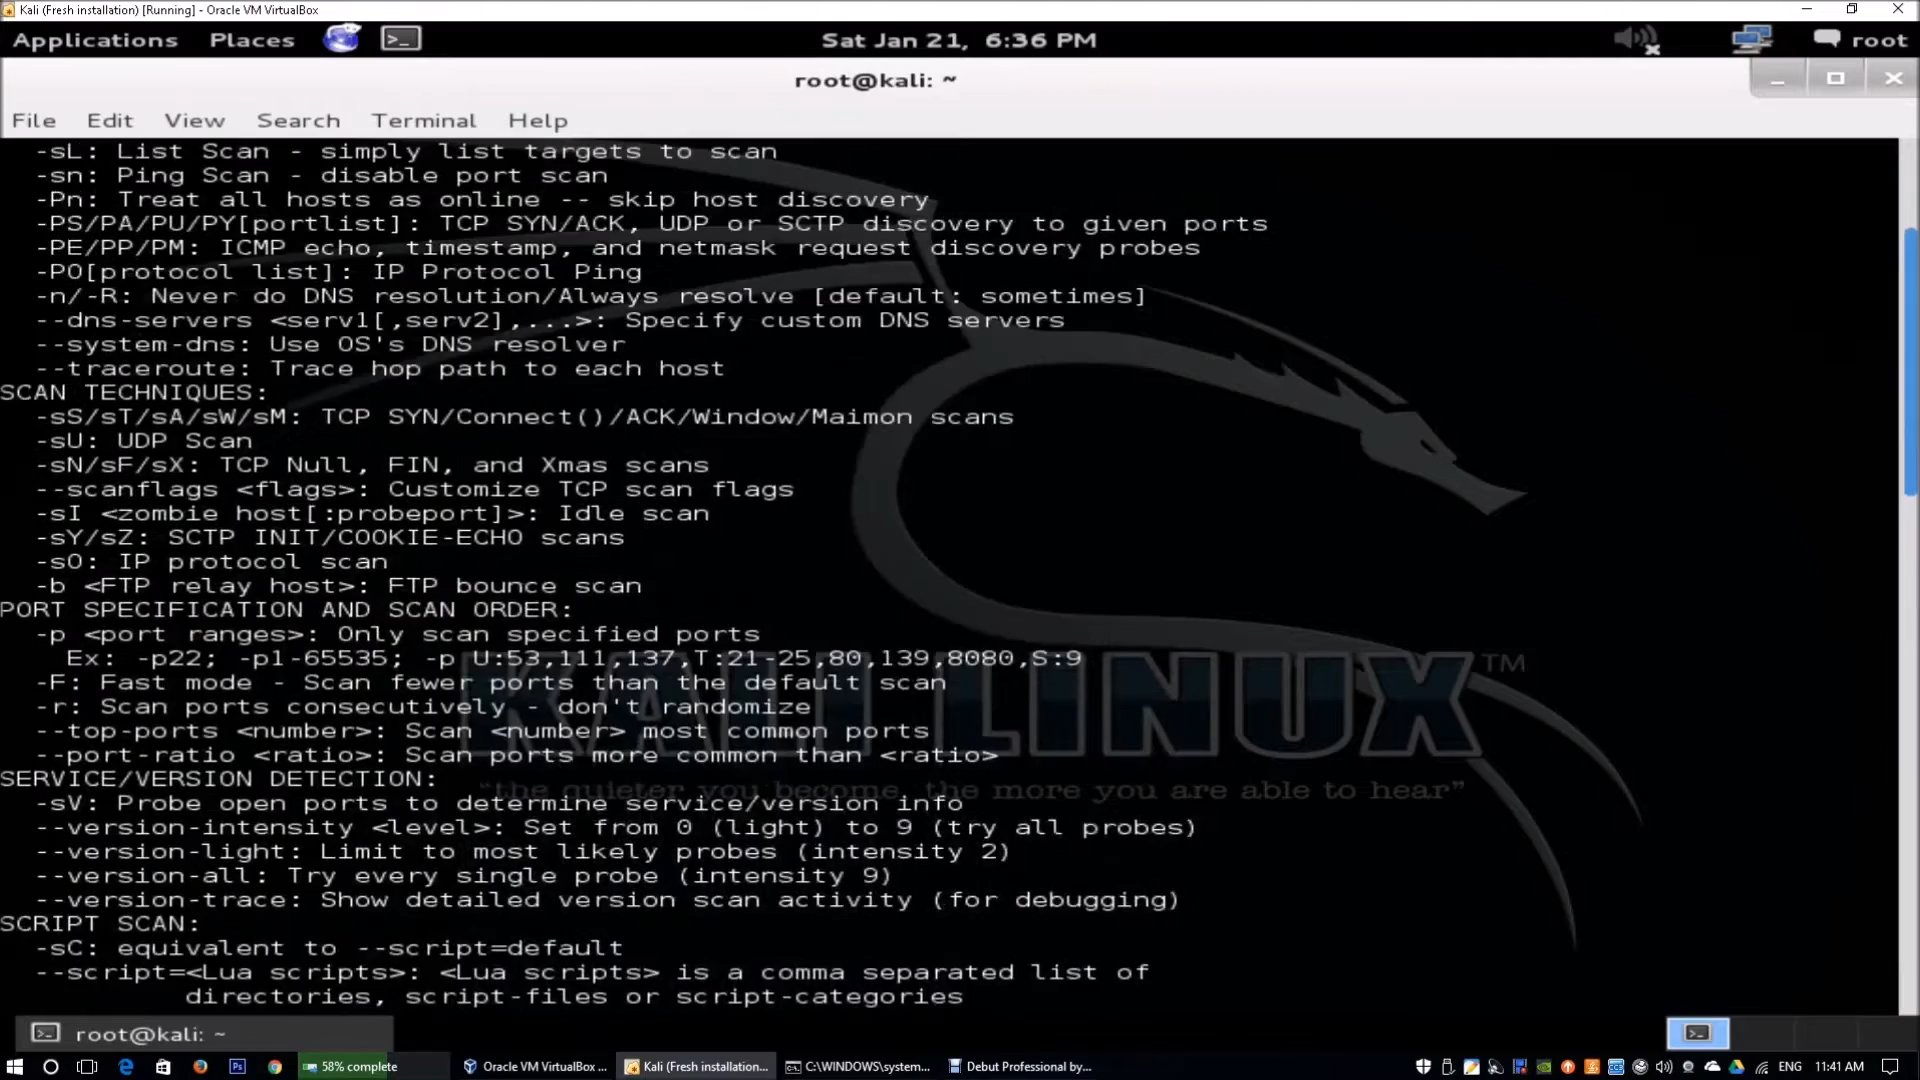 Kali (Fresh installation) [Running] - Oracle VM VirtualBox
Applications Places Sat Jan 21, 6:36 PM root
root@kali: ~
File Edit View Search Terminal Help
-sL: List Scan - simply list targets to scan
-sn: Ping Scan - disable port scan
-Pn: Treat all hosts as online -- skip host discovery
-PS/PA/PU/PY[portlist]: TCP SYN/ACK, UDP or SCTP discovery to given ports
-PE/PP/PM: ICMP echo, timestamp, and netmask request discovery probes
-PO[protocol list]: IP Protocol Ping
-n/-R: Never do DNS resolution/Always resolve [default: sometimes]
--dns-servers <serv1[,serv2],...>: Specify custom DNS servers
--system-dns: Use OS's DNS resolver
--traceroute: Trace hop path to each host
SCAN TECHNIQUES:
-sS/sT/sA/sW/sM: TCP SYN/Connect()/ACK/Window/Maimon scans
-sU: UDP Scan
-sN/sF/sX: TCP Null, FIN, and Xmas scans
--scanflags <flags>: Customize TCP scan flags
-sI <zombie host[:probeport]>: Idle scan
-sY/sZ: SCTP INIT/COOKIE-ECHO scans
-sO: IP protocol scan
-b <FTP relay host>: FTP bounce scan
PORT SPECIFICATION AND SCAN ORDER:
-p <port ranges>: Only scan specified ports
Ex: -p22; -p1-65535; -p U:53,111,137,T:21-25,80,139,8080,S:9
-F: Fast mode - Scan fewer ports than the default scan
-r: Scan ports consecutively - don't randomize
--top-ports <number>: Scan <number> most common ports
--port-ratio <ratio>: Scan ports more common than <ratio>
KALI LINUX TM
SERVICE/VERSION DETECTION:
"the quieter you become, the more you are able to hear"
-sV: Probe open ports to determine service/version info
--version-intensity <level>: Set from 0 (light) to 9 (try all probes)
--version-light: Limit to most likely probes (intensity 2)
--version-all: Try every single probe (intensity 9)
--version-trace: Show detailed version scan activity (for debugging)
SCRIPT SCAN:
-sC: equivalent to --script=default
--script=<Lua scripts>: <Lua scripts> is a comma separated list of
directories, script-files or script-categories
root@kali: ~
58% complete Oracle VM VirtualBox ... Kali (Fresh installation... C:\WINDOWS\system... Debut Professional by... ENG 11:41 AM